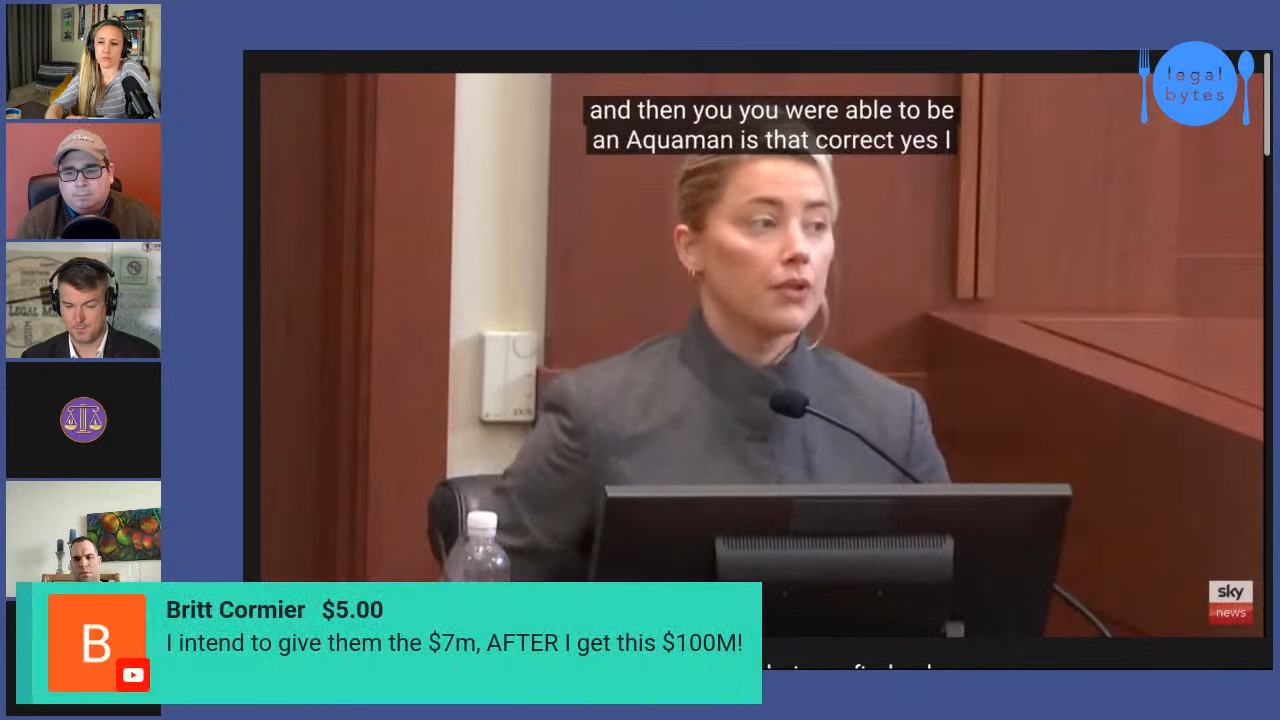 and then you you were able to be
an Aquaman is that correct yes I
legal
bytes
LEGAL M
sky
news
Britt Cormier $5.00
B
I intend to give them the $7m, AFTER I get this $100M!